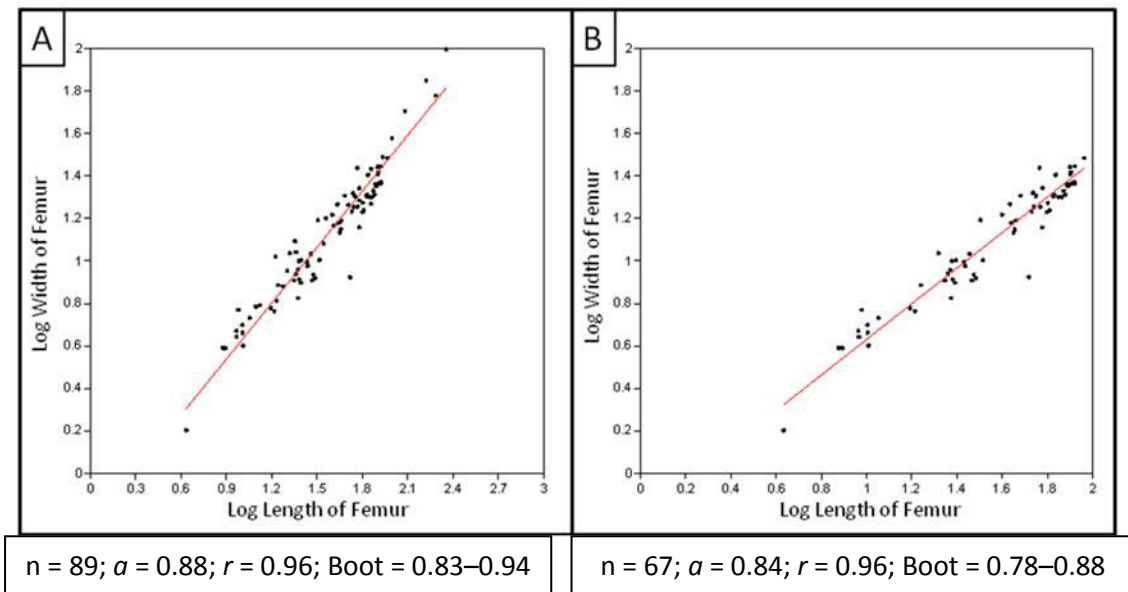 A
Log Width of Femur
2
1.8
1.6
1.4
1.2
1
0.8
0.6
0.4
0.2
0
0 0.3 0.6 0.9 1.2 1.5 1.8 2.1 2.4 2.7 3
Log Length of Femur
n = 89; a = 0.88; r = 0.96; Boot = 0.83–0.94
B
Log Width of Femur
2
1.8
1.6
1.4
1.2
1
0.8
0.6
0.4
0.2
0
0 0.2 0.4 0.6 0.8 1 1.2 1.4 1.6 1.8 2
Log Length of Femur
n = 67; a = 0.84; r = 0.96; Boot = 0.78–0.88